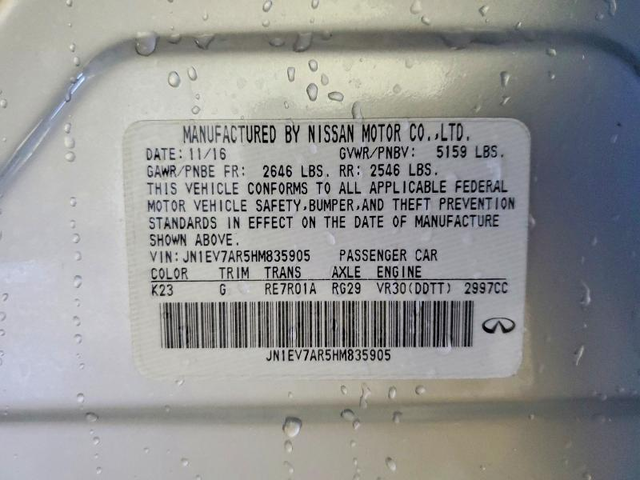 MANUFACTURED BY NISSAN MOTOR CO.,LTD.
DATE: 11/16 GVWR/PNBV: 5159 LBS.
GAWR/PNBE FR: 2646 LBS. RR: 2546 LBS.
THIS VEHICLE CONFORMS TO ALL APPLICABLE FEDERAL
MOTOR VEHICLE SAFETY,BUMPER,AND THEFT PREVENTION
STANDARDS IN EFFECT ON THE DATE OF MANUFACTURE
SHOWN ABOVE.
VIN: JN1EV7AR5HM835905 PASSENGER CAR
COLOR TRIM TRANS AXLE ENGINE
K23 G RE7R01A RG29 VR30(DDTT) 2997CC
JN1EV7AR5HM835905